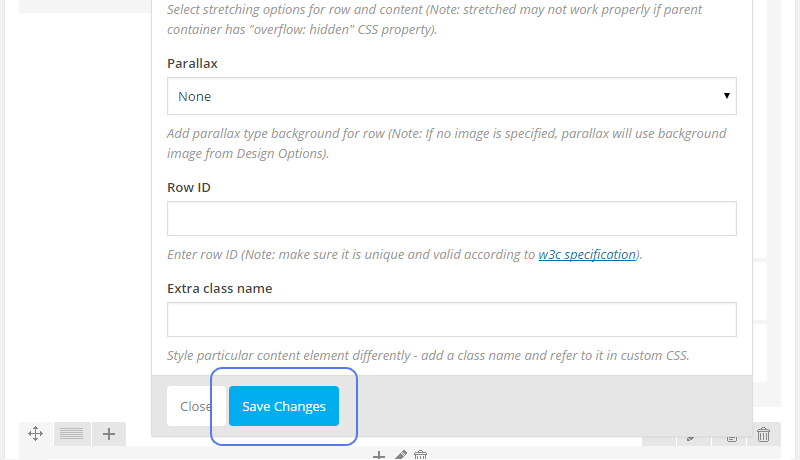 Select stretching options for row and content (Note: stretched may not work properly if parent
container has "overflow: hidden" CSS property).
Parallax
None
Add parallax type background for row (Note: If no image is specified, parallax will use background
image from Design Options).
Row ID
Enter row ID (Note: make sure it is unique and valid according to w3c specification).
Extra class name
Style particular content element differently - add a class name and refer to it in custom CSS.
Close
Save Changes